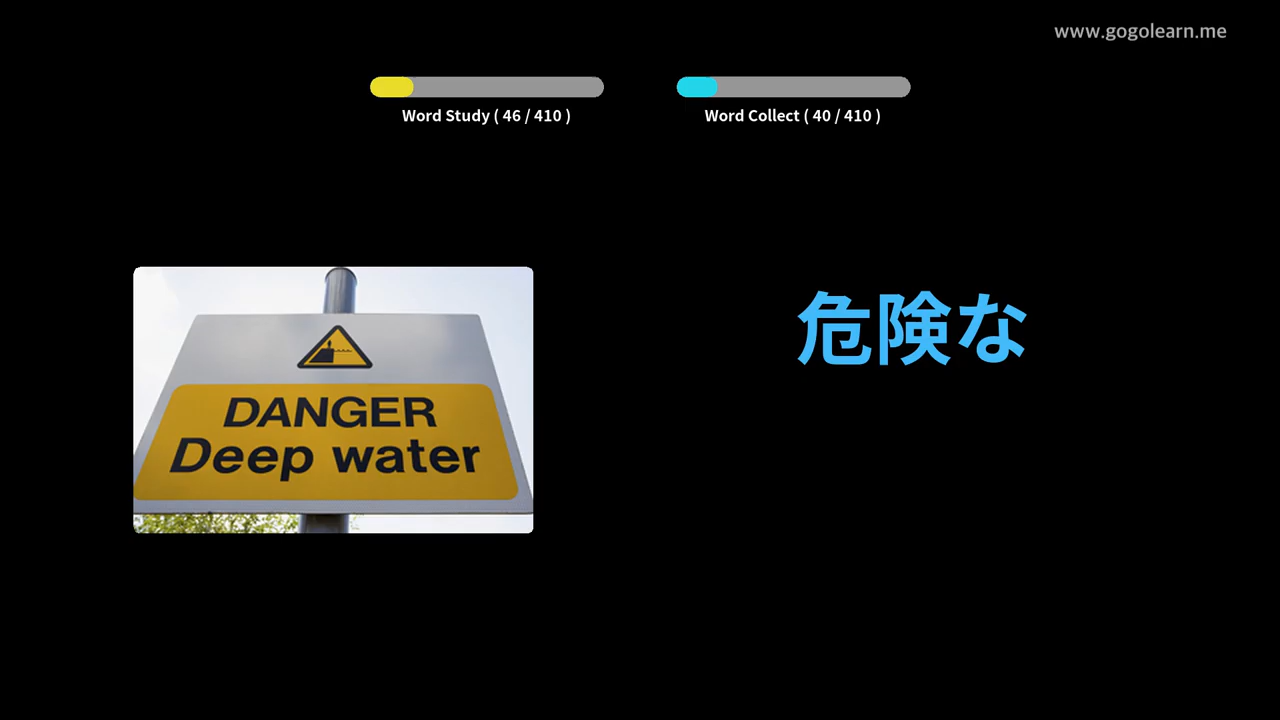 www.gogolearn.me
Word Study ( 46 / 410 )
Word Collect ( 40 / 410 )
危険な
DANGER
Deep water